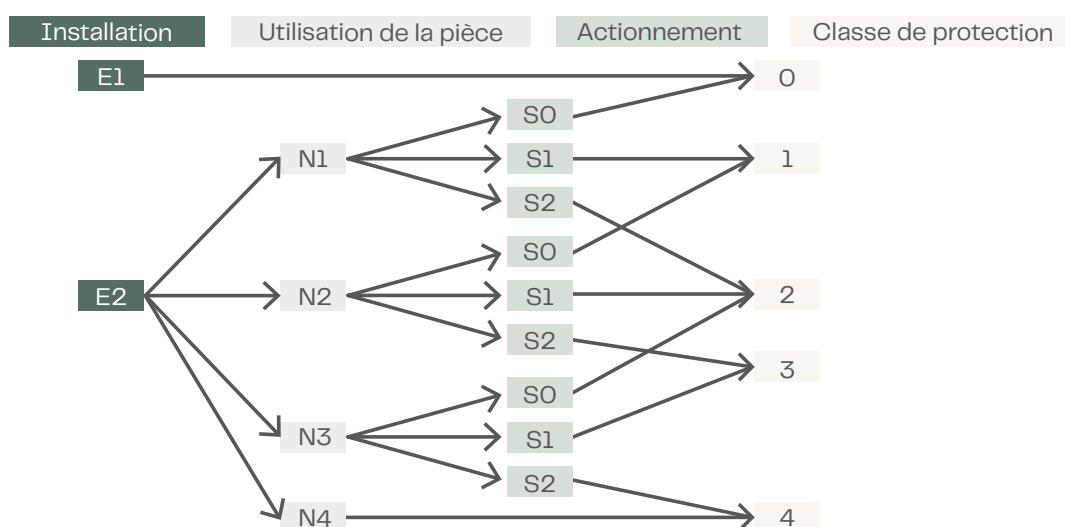 Installation Utilisation de la pièce Actionnement Classe de protection
E1 0
S0
N1 S1 1
S2
S0
E2 N2 S1 2
S2
3
S0
N3 S1
S2
N4 4